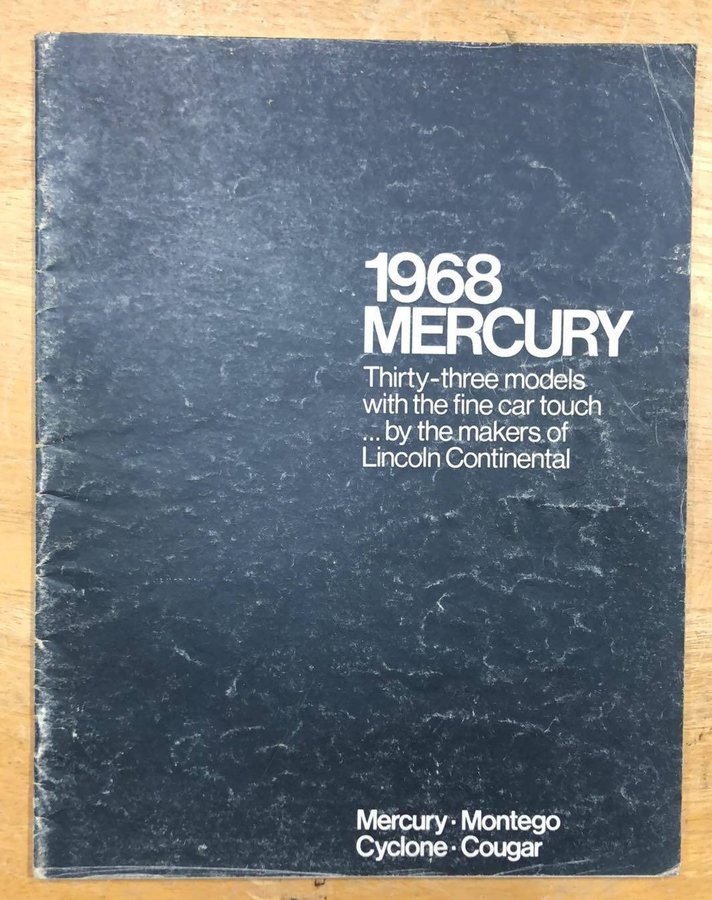 1968
MERCURY
Thirty-three models
with the fine car touch
... by the makers of
Lincoln Continental
Mercury · Montego
Cyclone · Cougar